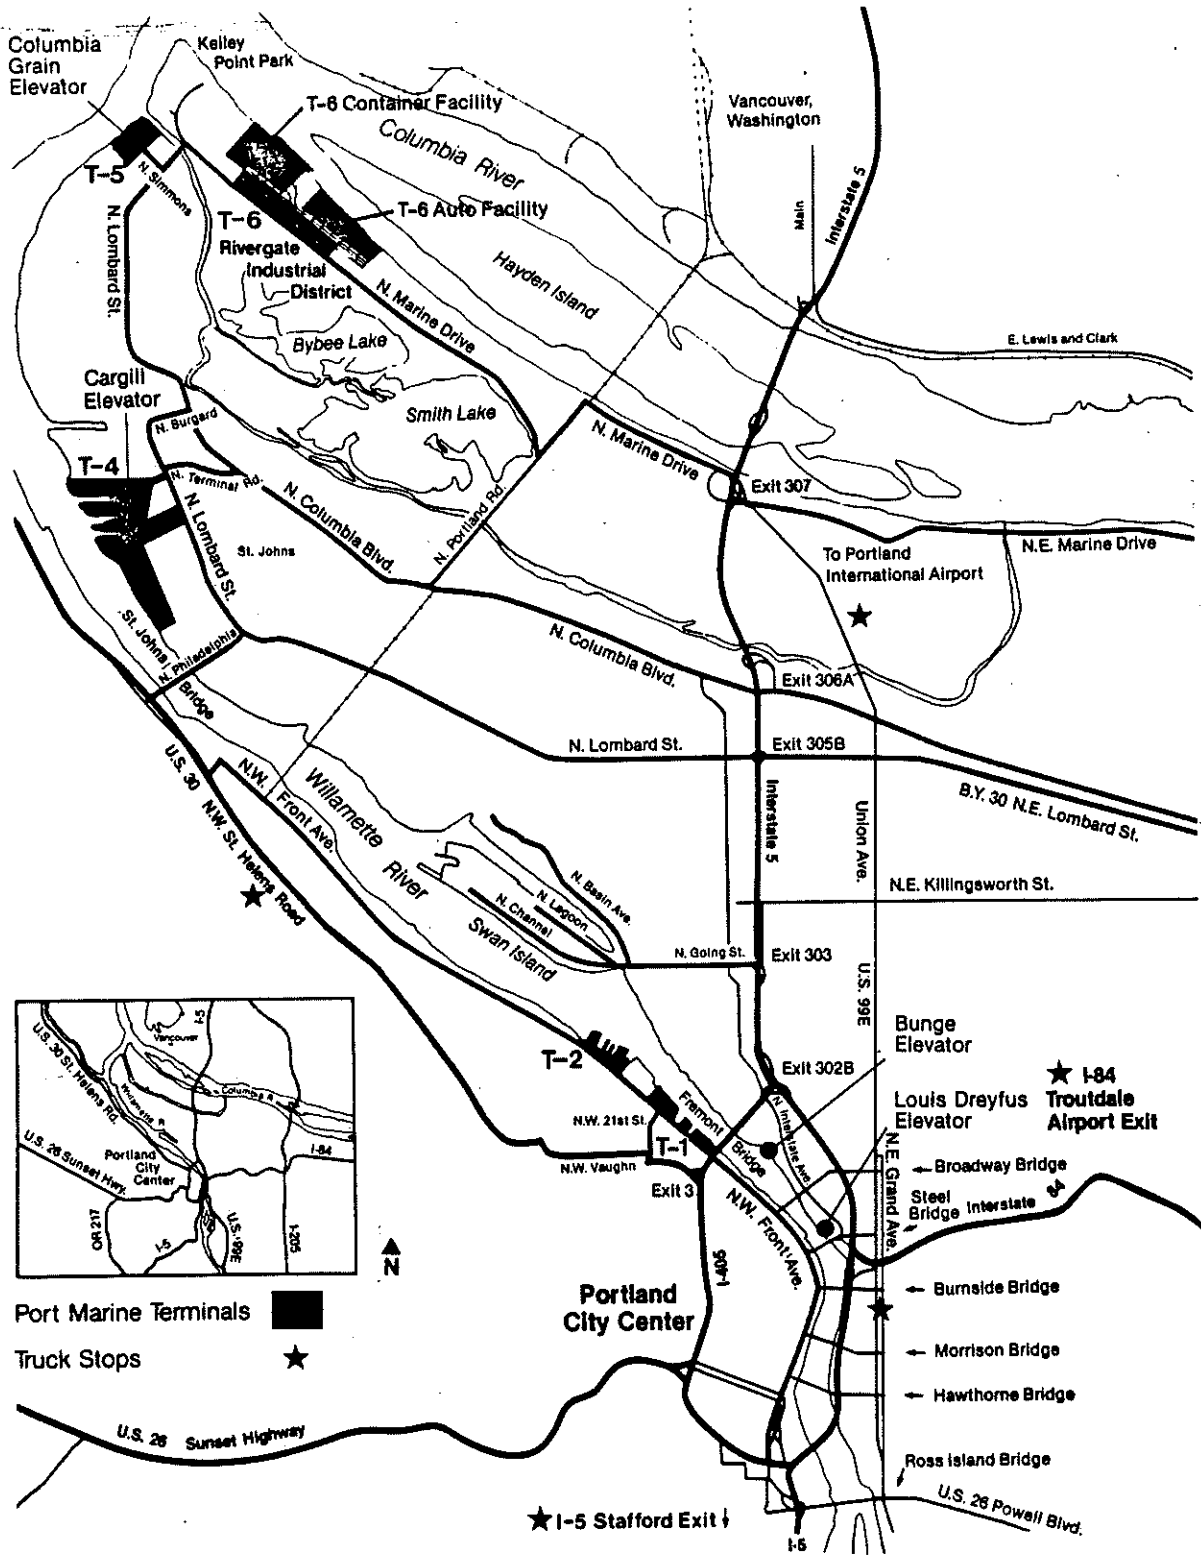 Columbia
Grain
Elevator
Kelley
Point Park
T-6 Container Facility
Columbia River
Vancouver,
Washington
T-5
N. Simmons
T-6
T-6 Auto Facility
Rivergate
Industrial
District
N. Lombard St.
Main
Interstate 5
Hayden Island
N. Marine Drive
Bybee Lake
E. Lewis and Clark
Cargill
Elevator
Smith Lake
N. Burgard
N. Marine Drive
T-4
N. Terminal Rd.
Exit 307
N. Lombard St.
N. Columbia Blvd.
N. Portland Rd.
St. Johns
N.E. Marine Drive
To Portland
International Airport
St. Johns
Bridge
N. Philadelphia
N. Columbia Blvd.
Exit 306A
N. Lombard St.
Exit 305B
U.S. 30 N.W. St. Helens Road
N.W. Front Ave.
Willamette River
Interstate 5
Union Ave.
B.Y. 30 N.E. Lombard St.
N.E. Killingsworth St.
N. Basin Ave.
N. Lagoon
N. Channel
Swan Island
N. Going St.
Exit 303
U.S. 99E
Bunge
Elevator
T-2
Exit 302B
I-84
Troutdale
Airport Exit
Louis Dreyfus
Elevator
Fremont
Bridge
N. Interstate Ave.
N.W. 21st St.
T-1
N.W. Vaughn
Exit 3
N.E. Grand Ave.
Broadway Bridge
Steel
Bridge
Interstate 84
N.W. Front Ave.
I-405
Burnside Bridge
Portland
City Center
Morrison Bridge
Hawthorne Bridge
Ross Island Bridge
U.S. 26 Powell Blvd.
I-5 Stafford Exit
I-5
U.S. 26 Sunset Highway
I-5
Vancouver
U.S. 30 St. Helens Rd.
Columbia R.
Willamette R.
U.S. 26 Sunset Hwy.
Portland
City
Center
I-84
OR 217
I-5
U.S. 99E
I-205
N
Port Marine Terminals
Truck Stops